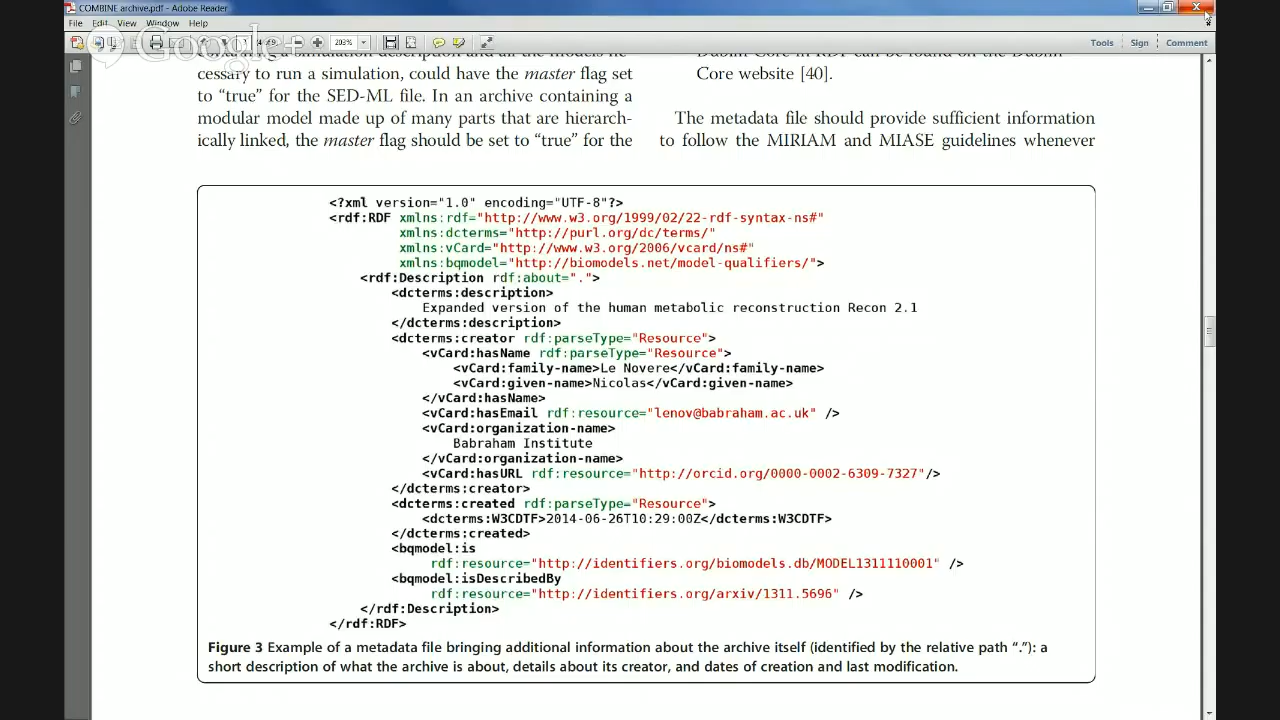 COMBINE archive.pdf - Adobe Reader
File Edit View Window Help
Google+
203%
Tools Sign Comment
cessary to run a simulation, could have the master flag set
to “true” for the SED-ML file. In an archive containing a
modular model made up of many parts that are hierarch-
ically linked, the master flag should be set to “true” for the
Core website [40].
The metadata file should provide sufficient information
to follow the MIRIAM and MIASE guidelines whenever
<?xml version="1.0" encoding="UTF-8"?>
<rdf:RDF xmlns:rdf="http://www.w3.org/1999/02/22-rdf-syntax-ns#"
xmlns:dcterms="http://purl.org/dc/terms/"
xmlns:vCard="http://www.w3.org/2006/vcard/ns#"
xmlns:bqmodel="http://biomodels.net/model-qualifiers/">
<rdf:Description rdf:about=".">
<dcterms:description>
Expanded version of the human metabolic reconstruction Recon 2.1
</dcterms:description>
<dcterms:creator rdf:parseType="Resource">
<vCard:hasName rdf:parseType="Resource">
<vCard:family-name>Le Novere</vCard:family-name>
<vCard:given-name>Nicolas</vCard:given-name>
</vCard:hasName>
<vCard:hasEmail rdf:resource="lenov@babraham.ac.uk" />
<vCard:organization-name>
Babraham Institute
</vCard:organization-name>
<vCard:hasURL rdf:resource="http://orcid.org/0000-0002-6309-7327"/>
</dcterms:creator>
<dcterms:created rdf:parseType="Resource">
<dcterms:W3CDTF>2014-06-26T10:29:00Z</dcterms:W3CDTF>
</dcterms:created>
<bqmodel:is
rdf:resource="http://identifiers.org/biomodels.db/MODEL1311110001" />
<bqmodel:isDescribedBy
rdf:resource="http://identifiers.org/arxiv/1311.5696" />
</rdf:Description>
</rdf:RDF>
Figure 3 Example of a metadata file bringing additional information about the archive itself (identified by the relative path “.”): a
short description of what the archive is about, details about its creator, and dates of creation and last modification.